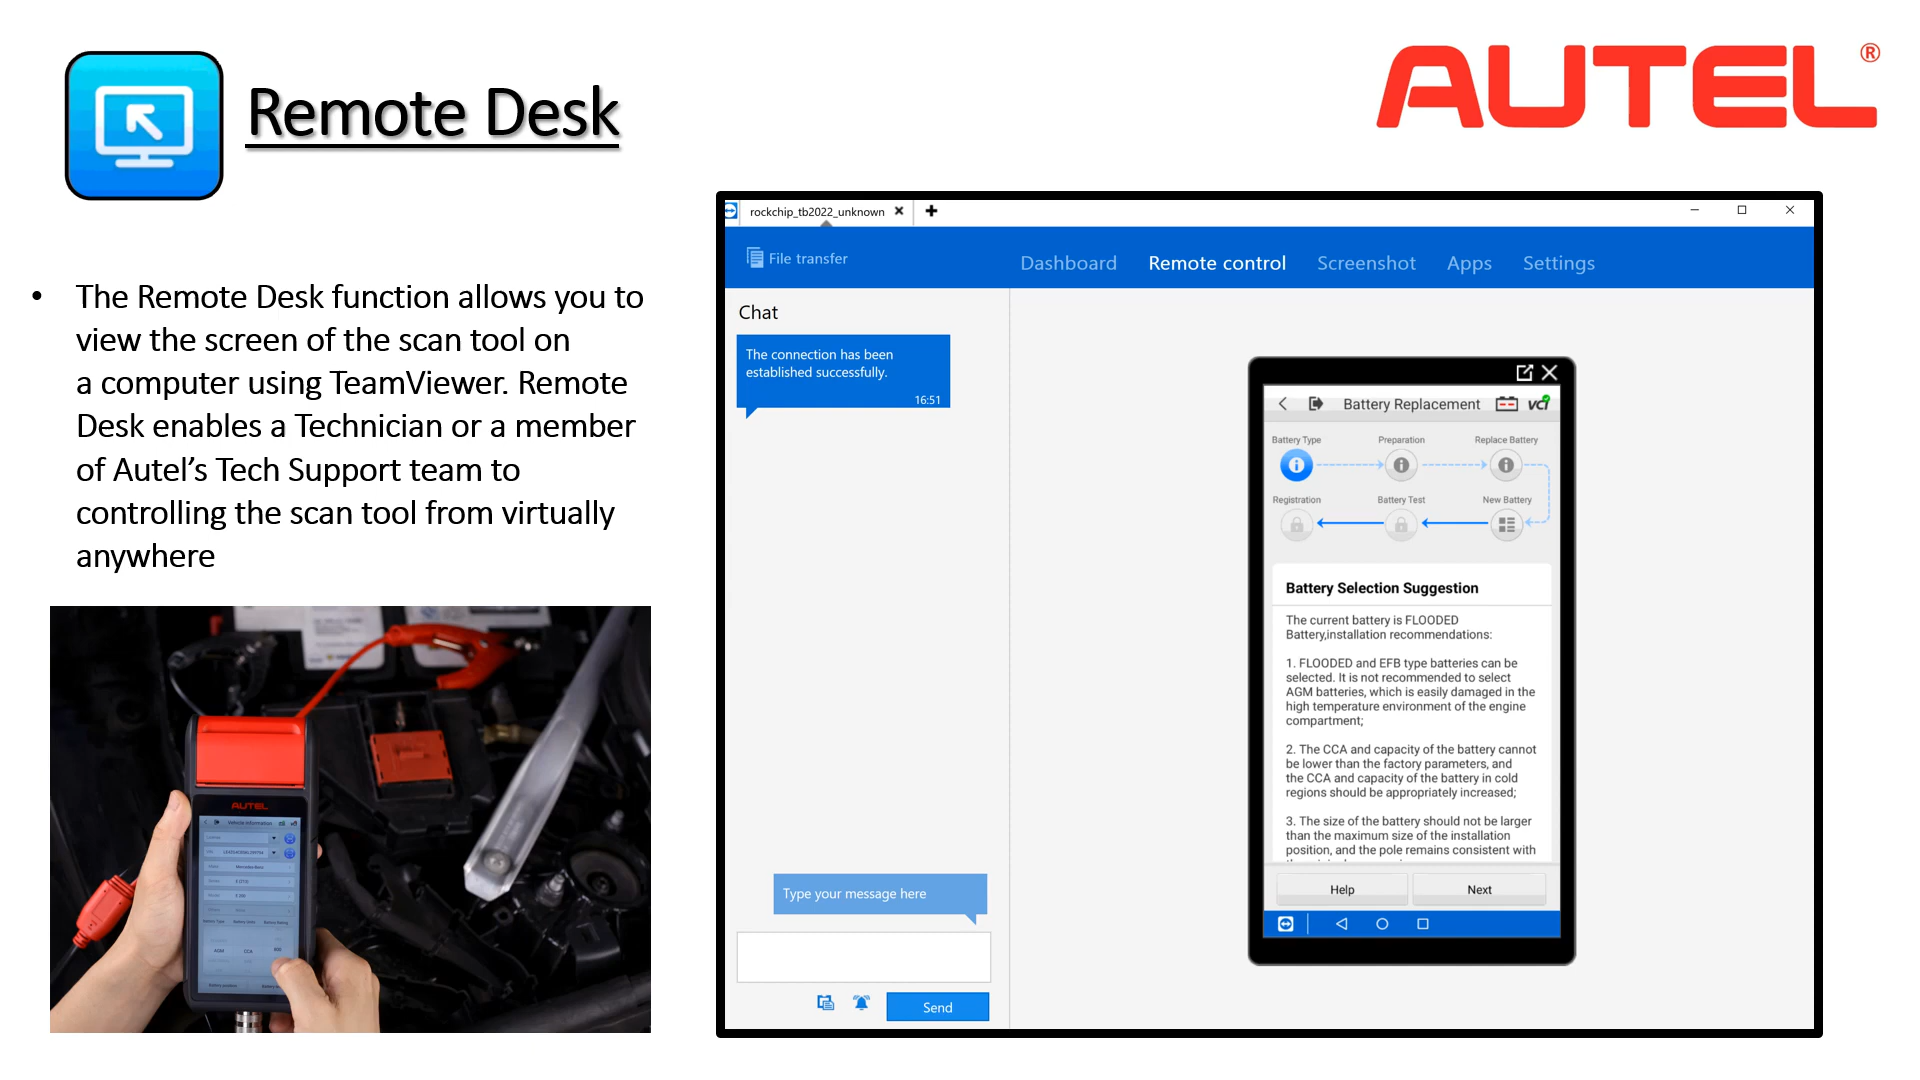 Remote Desk
AUTEL®
• The Remote Desk function allows you to
view the screen of the scan tool on
a computer using TeamViewer. Remote
Desk enables a Technician or a member
of Autel’s Tech Support team to
controlling the scan tool from virtually
anywhere
AUTEL
Vehicle Information
CCA
rockchip_tb2022_unknown
File transfer
Dashboard Remote control Screenshot Apps Settings
Chat
The connection has been
established successfully.
16:51
Type your message here
Send
Battery Replacement VCI
Battery Type Preparation Replace Battery
Registration Battery Test New Battery
Battery Selection Suggestion
The current battery is FLOODED
Battery,installation recommendations:
1. FLOODED and EFB type batteries can be
selected. It is not recommended to select
AGM batteries, which is easily damaged in the
high temperature environment of the engine
compartment;
2. The CCA and capacity of the battery cannot
be lower than the factory parameters, and
the CCA and capacity of the battery in cold
regions should be appropriately increased;
3. The size of the battery should not be larger
than the maximum size of the installation
position, and the pole remains consistent with
Help Next